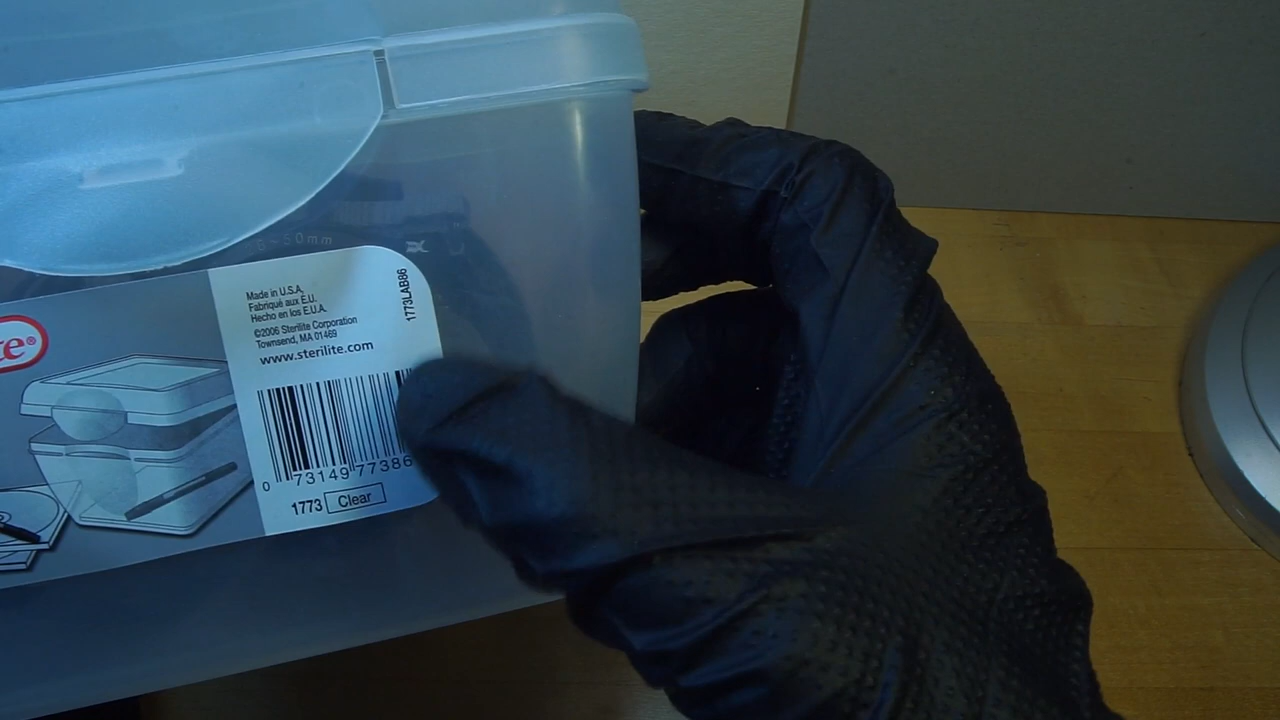 Made in U.S.A.
Fabriqué aux É.U.
Hecho en los E.U.A.
©2006 Sterilite Corporation
Townsend, MA 01469
www.sterilite.com
1773LAB86
te®
0 73149 77386
1773 Clear